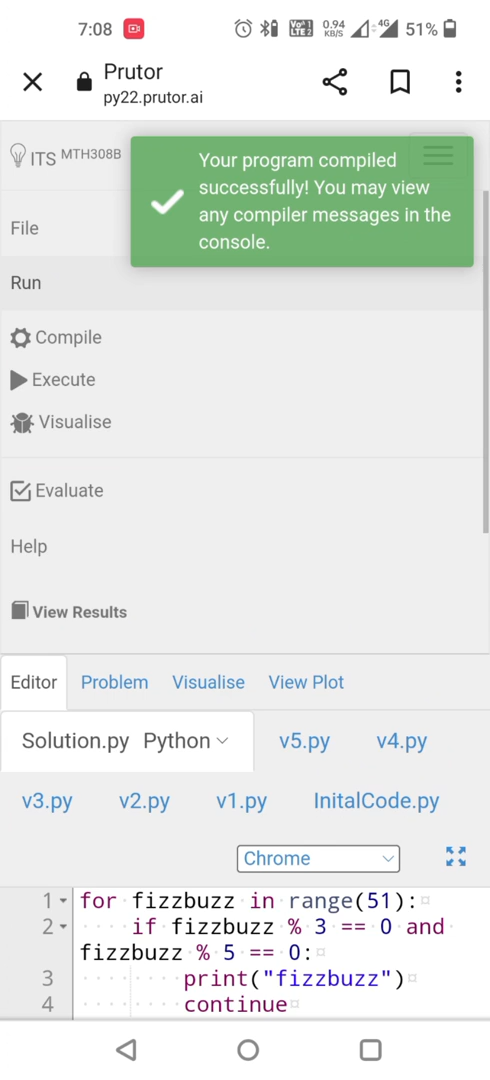 7:08 Vo 1 LTE 2 0.94 KB/S 4G 51%
Prutor
py22.prutor.ai
ITS MTH308B
Your program compiled
successfully! You may view
any compiler messages in the
console.
File
Run
Compile
Execute
Visualise
Evaluate
Help
View Results
Editor Problem Visualise View Plot
Solution.py Python v5.py v4.py
v3.py v2.py v1.py InitalCode.py
Chrome
1 for fizzbuzz in range(51):
2 if fizzbuzz % 3 == 0 and
fizzbuzz % 5 == 0:
3 print("fizzbuzz")
4 continue